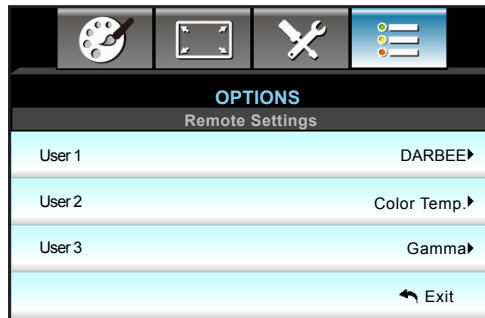 OPTIONS
Remote Settings
User 1 DARBEE
User 2 Color Temp.
User 3 Gamma
Exit